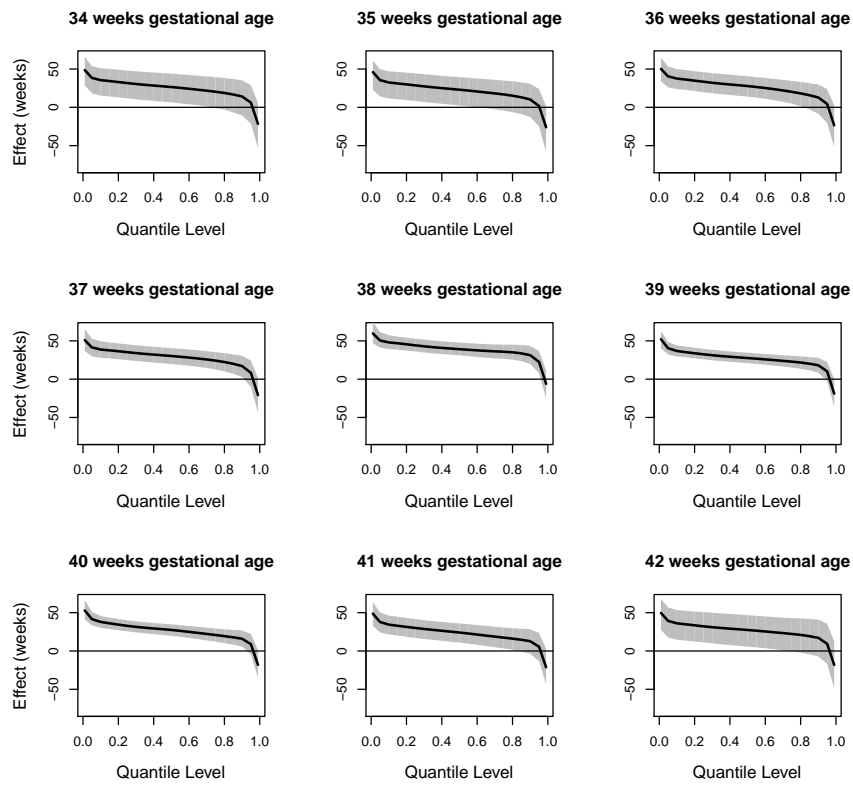 34 weeks gestational age
35 weeks gestational age
36 weeks gestational age
Effect (weeks)
50
0
−50
50
0
−50
50
0
−50
0.0 0.2 0.4 0.6 0.8 1.0
0.0 0.2 0.4 0.6 0.8 1.0
0.0 0.2 0.4 0.6 0.8 1.0
Quantile Level
Quantile Level
Quantile Level
37 weeks gestational age
38 weeks gestational age
39 weeks gestational age
Effect (weeks)
50
0
−50
50
0
−50
50
0
−50
0.0 0.2 0.4 0.6 0.8 1.0
0.0 0.2 0.4 0.6 0.8 1.0
0.0 0.2 0.4 0.6 0.8 1.0
Quantile Level
Quantile Level
Quantile Level
40 weeks gestational age
41 weeks gestational age
42 weeks gestational age
Effect (weeks)
50
0
−50
50
0
−50
50
0
−50
0.0 0.2 0.4 0.6 0.8 1.0
0.0 0.2 0.4 0.6 0.8 1.0
0.0 0.2 0.4 0.6 0.8 1.0
Quantile Level
Quantile Level
Quantile Level